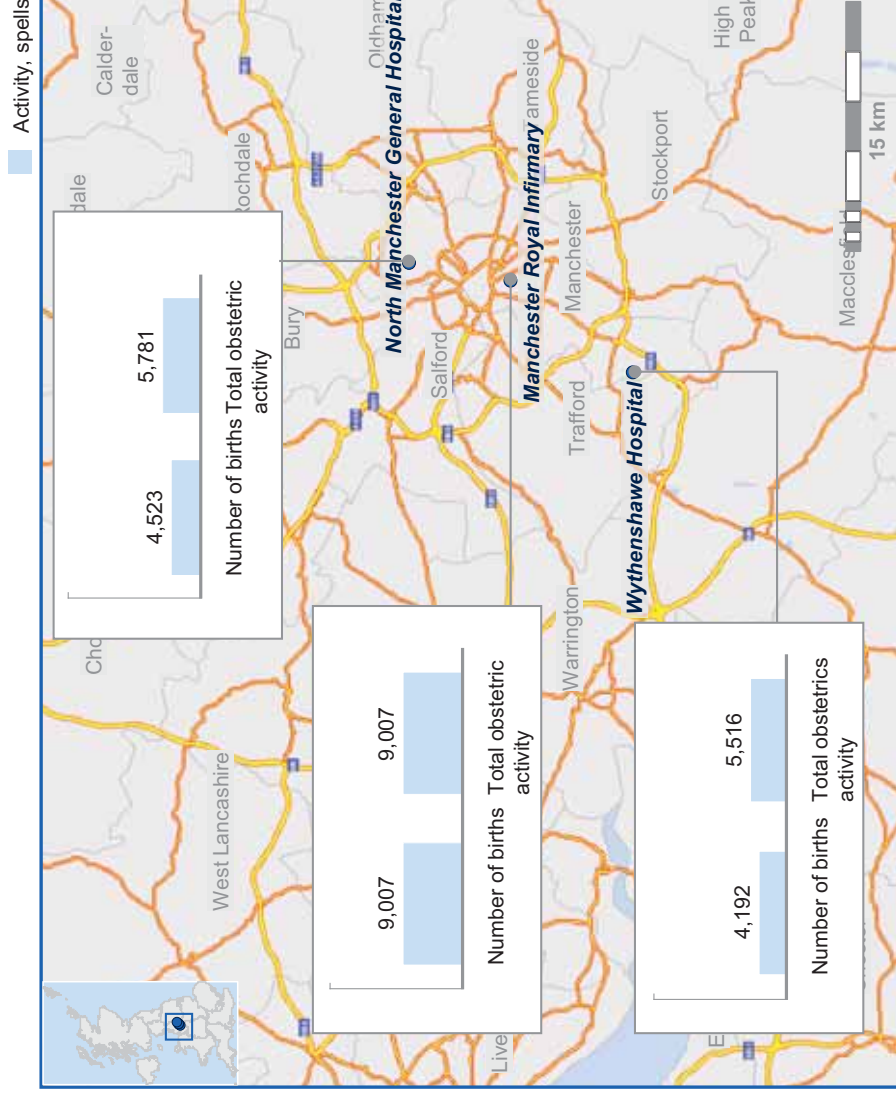 Activity, spells
dale
Calder-
dale
Cho
5,781
4,523
Number of births Total obstetric
activity
West Lancashire
ochdale
Bury
Oldham
North Manchester General Hospital
9,007 9,007
Number of births Total obstetric
activity
Salford
Live
Manchester Royal Infirmary
ameside
Warrington
Trafford
Manchester
Wythenshawe Hospital
Stockport
High
Peak
E
4,192 5,516
Number of births Total obstetrics
activity
Macclesfield
15 km